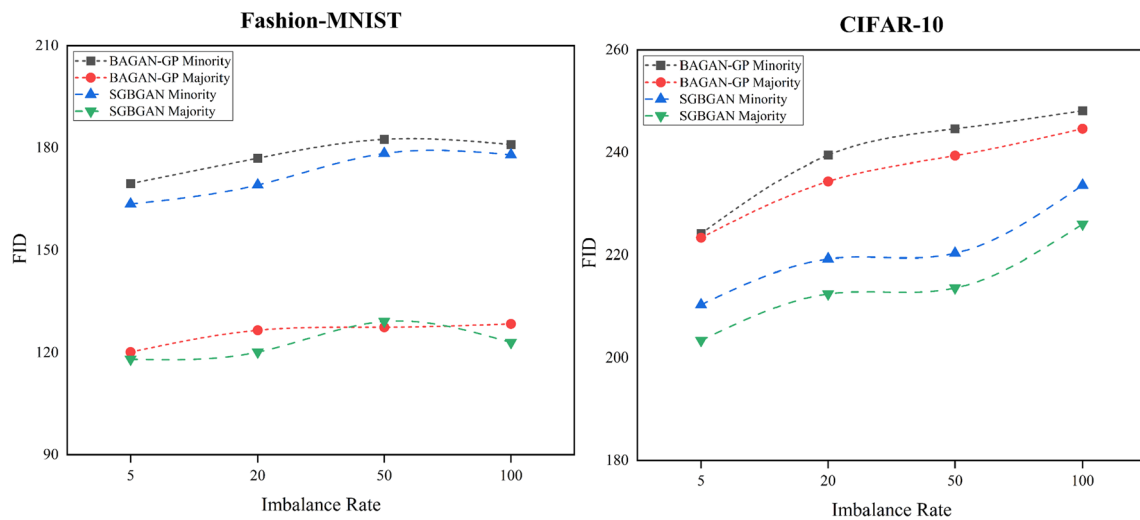 Fashion-MNIST
210
180
150
120
90
FID
BAGAN-GP Minority
BAGAN-GP Majority
SGBGAN Minority
SGBGAN Majority
5
20
50
100
Imbalance Rate
CIFAR-10
260
240
220
200
180
FID
BAGAN-GP Minority
BAGAN-GP Majority
SGBGAN Minority
SGBGAN Majority
5
20
50
100
Imbalance Rate